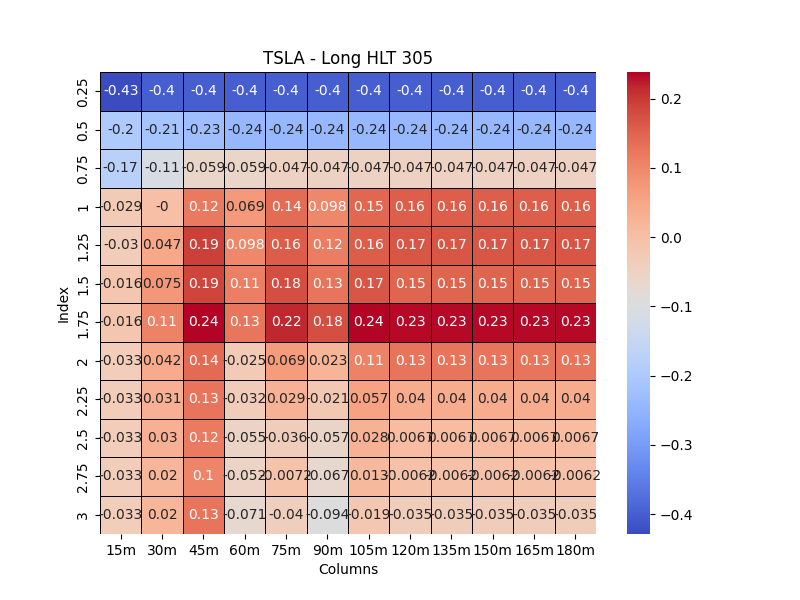 TSLA - Long HLT 305
0.25 -0.43 -0.4 -0.4 -0.4 -0.4 -0.4 -0.4 -0.4 -0.4 -0.4 -0.4 -0.4
0.5 -0.2 -0.21 -0.23 -0.24 -0.24 -0.24 -0.24 -0.24 -0.24 -0.24 -0.24 -0.24
0.75 -0.17 -0.11 -0.059 -0.059 -0.047 -0.047 -0.047 -0.047 -0.047 -0.047 -0.047 -0.047
1 -0.029 -0 0.12 0.069 0.14 0.098 0.15 0.16 0.16 0.16 0.16 0.16
1.25 -0.03 0.047 0.19 0.098 0.16 0.12 0.16 0.17 0.17 0.17 0.17 0.17
1.5 -0.016 0.075 0.19 0.11 0.18 0.13 0.17 0.15 0.15 0.15 0.15 0.15
1.75 -0.016 0.11 0.24 0.13 0.22 0.18 0.24 0.23 0.23 0.23 0.23 0.23
2 -0.033 0.042 0.14 -0.025 0.069 0.023 0.11 0.13 0.13 0.13 0.13 0.13
2.25 -0.033 0.031 0.13 -0.032 0.029 -0.021 0.057 0.04 0.04 0.04 0.04 0.04
2.5 -0.033 0.03 0.12 -0.055 -0.036 -0.057 0.028 0.0067 0.0067 0.0067 0.0067 0.0067
2.75 -0.033 0.02 0.1 -0.052 0.0072 -0.067 0.013 -0.0062 -0.0062 -0.0062 -0.0062 -0.0062
3 -0.033 0.02 0.13 -0.071 -0.04 -0.094 -0.019 -0.035 -0.035 -0.035 -0.035 -0.035
15m 30m 45m 60m 75m 90m 105m 120m 135m 150m 165m 180m
Columns
Index
0.2
0.1
0.0
−0.1
−0.2
−0.3
−0.4